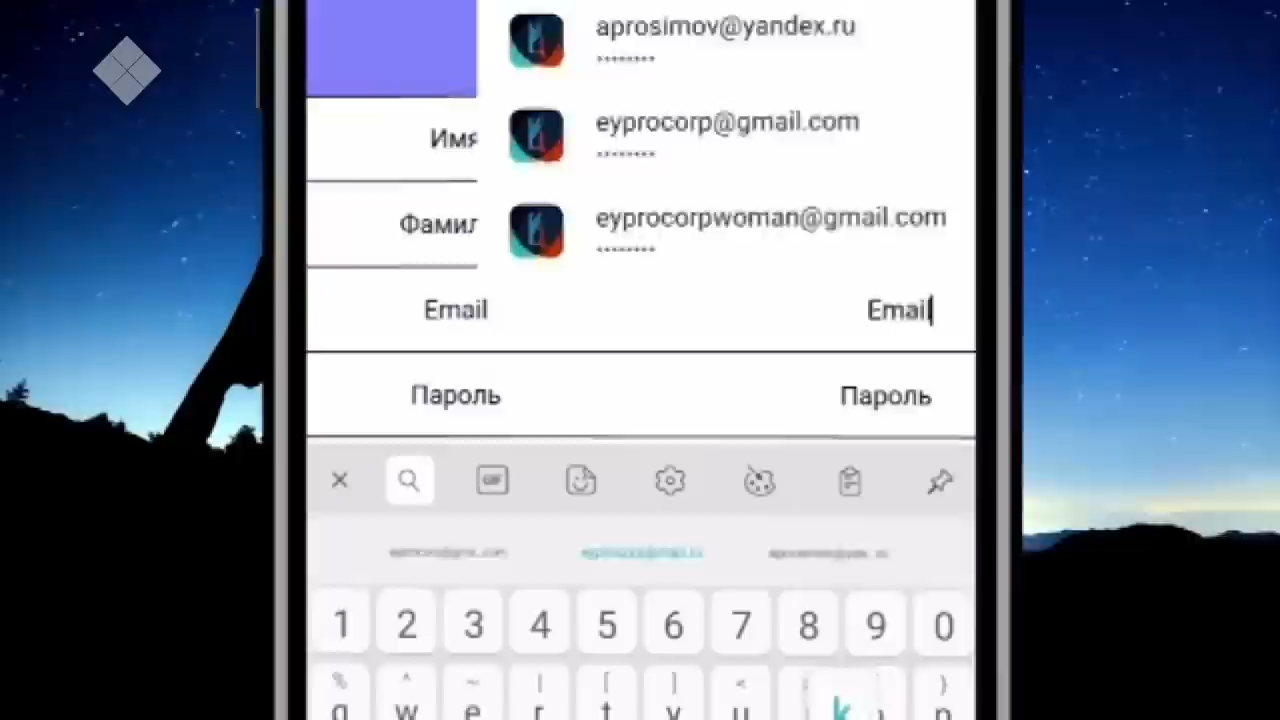 aprosimov@yandex.ru
········
eyprocorp@gmail.com
········
eyprocorpwoman@gmail.com
········
Имя
Фамил
Email Email
Пароль Пароль
GIF
1 2 3 4 5 6 7 8 9 0
% ^ ~ | [ ] < }
q w e r t y u k p